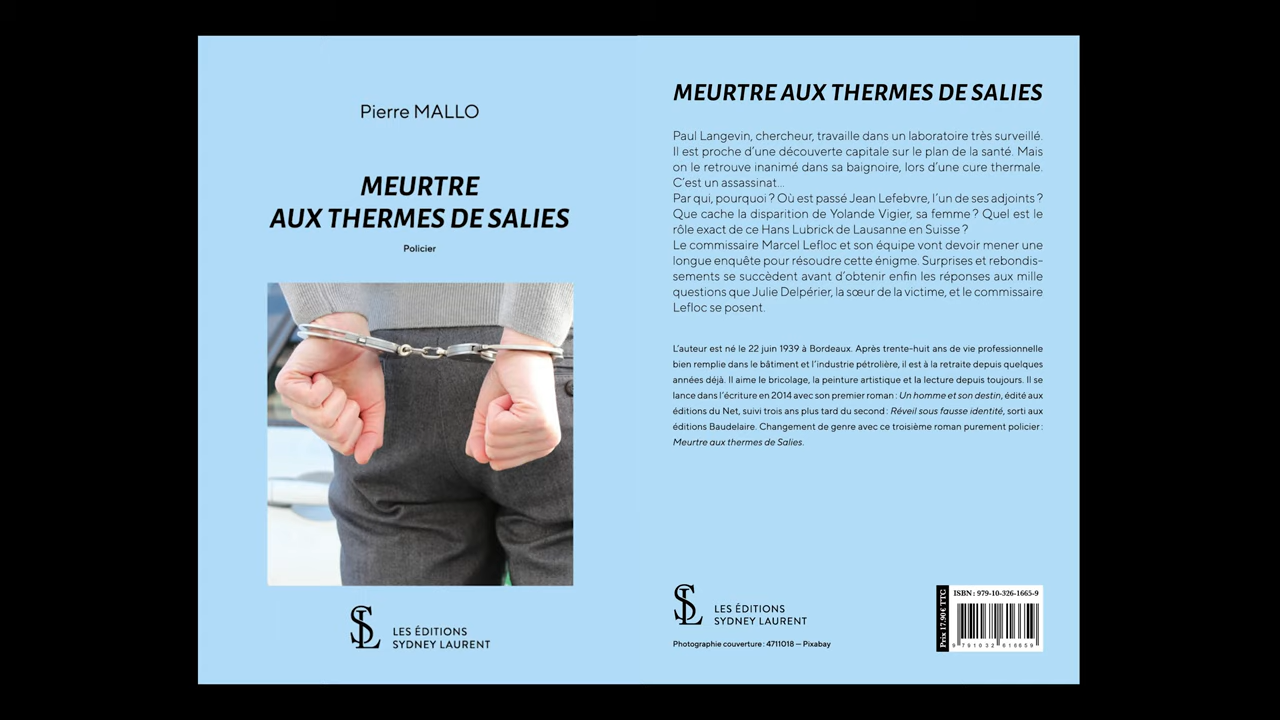 Pierre MALLO
MEURTRE
AUX THERMES DE SALIES
Policier
SL
LES ÉDITIONS
SYDNEY LAURENT
MEURTRE AUX THERMES DE SALIES
Paul Langevin, chercheur, travaille dans un laboratoire très surveillé.
Il est proche d’une découverte capitale sur le plan de la santé. Mais
on le retrouve inanimé dans sa baignoire, lors d’une cure thermale.
C’est un assassinat...
Par qui, pourquoi ? Où est passé Jean Lefebvre, l’un de ses adjoints ?
Que cache la disparition de Yolande Vigier, sa femme ? Quel est le
rôle exact de ce Hans Lubrick de Lausanne en Suisse ?
Le commissaire Marcel Lefloc et son équipe vont devoir mener une
longue enquête pour résoudre cette énigme. Surprises et rebondis-
sements se succèdent avant d’obtenir enfin les réponses aux mille
questions que Julie Delpérier, la sœur de la victime, et le commissaire
Lefloc se posent.
L’auteur est né le 22 juin 1939 à Bordeaux. Après trente-huit ans de vie professionnelle
bien remplie dans le bâtiment et l’industrie pétrolière, il est à la retraite depuis quelques
années déjà. Il aime le bricolage, la peinture artistique et la lecture depuis toujours. Il se
lance dans l’écriture en 2014 avec son premier roman : Un homme et son destin, édité aux
éditions du Net, suivi trois ans plus tard du second : Réveil sous fausse identité, sorti aux
éditions Baudelaire. Changement de genre avec ce troisième roman purement policier :
Meurtre aux thermes de Salies.
SL
LES ÉDITIONS
SYDNEY LAURENT
Photographie couverture : 4711018 – Pixabay
Prix 17.90 € TTC
ISBN : 979-10-326-1665-9
9 791032 616659